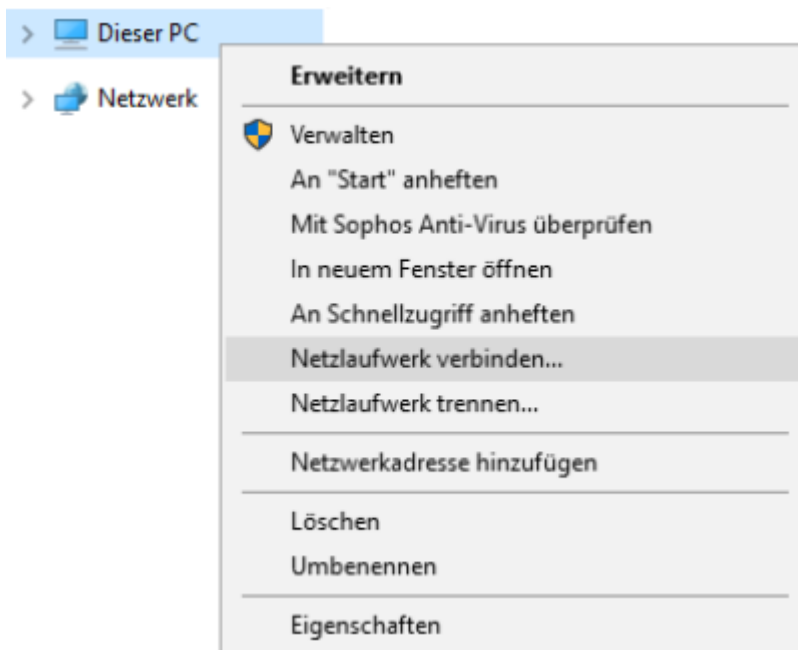 Dieser PC
Netzwerk
Erweitern
Verwalten
An "Start" anheften
Mit Sophos Anti-Virus überprüfen
In neuem Fenster öffnen
An Schnellzugriff anheften
Netzlaufwerk verbinden...
Netzlaufwerk trennen...
Netzwerkadresse hinzufügen
Löschen
Umbenennen
Eigenschaften